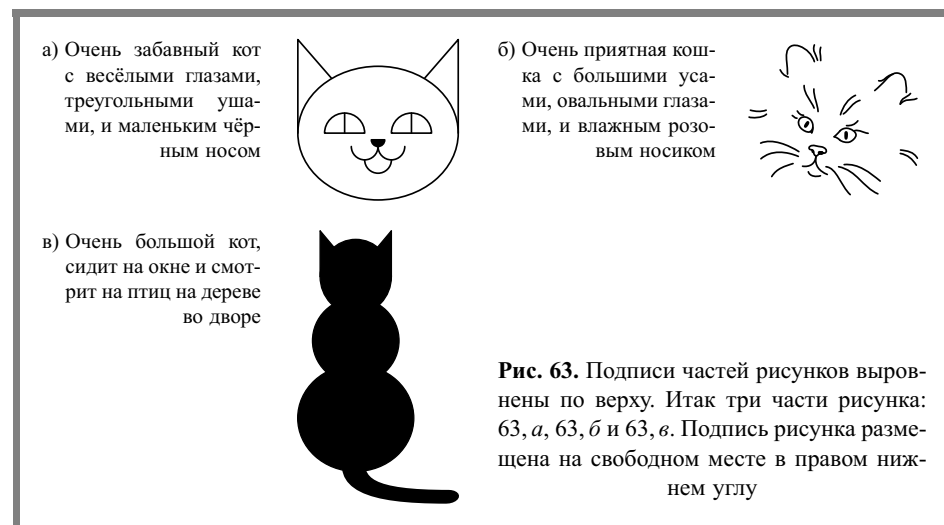 а) Очень забавный кот
с весёлыми глазами,
треугольными уша-
ми, и маленьким чёр-
ным носом
б) Очень приятная кош-
ка с большими уса-
ми, овальными глаза-
ми, и влажным розо-
вым носиком
в) Очень большой кот,
сидит на окне и смот-
рит на птиц на дереве
во дворе
Рис. 63. Подписи частей рисунков выров-
нены по верху. Итак три части рисунка:
63, а, 63, б и 63, в. Подпись рисунка разме-
щена на свободном месте в правом ниж-
нем углу